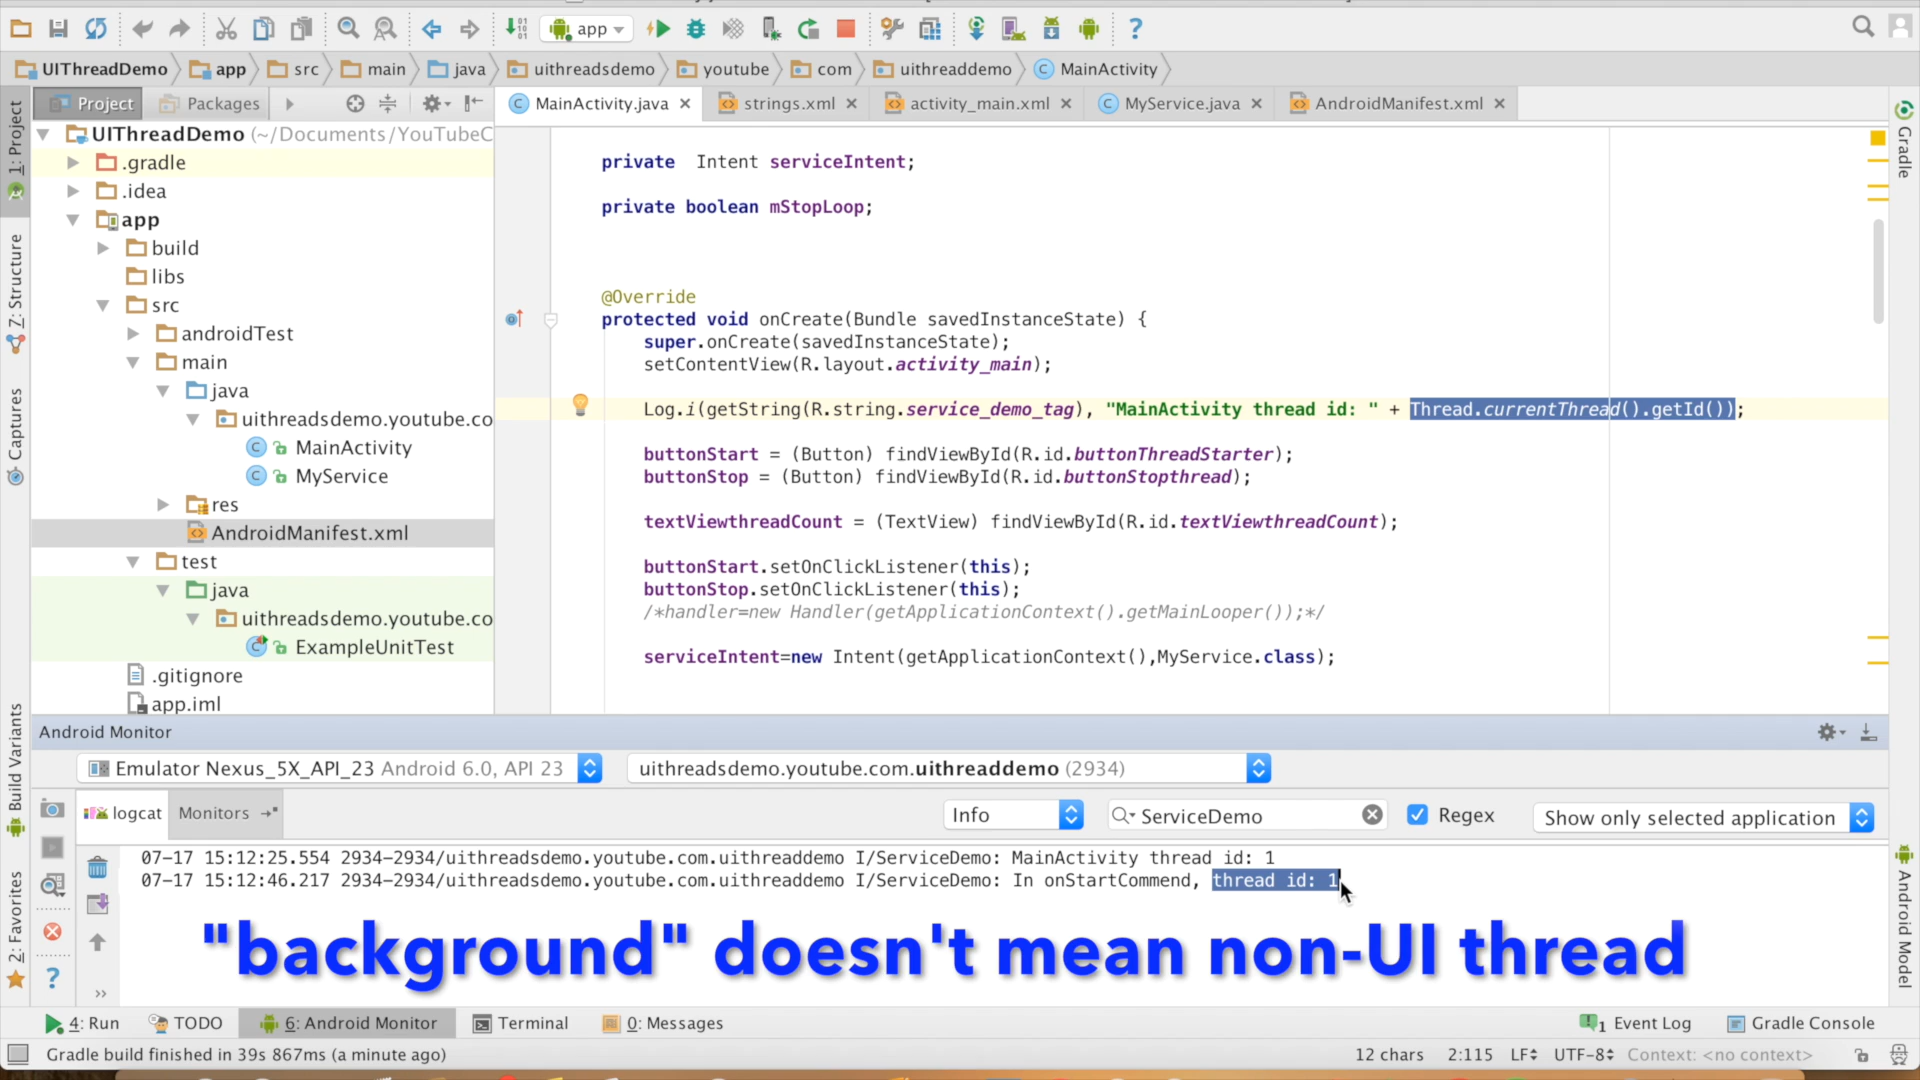 app
UIThreadDemo app src main java uithreadsdemo youtube com uithreaddemo MainActivity
Project Packages
MainActivity.java strings.xml activity_main.xml MyService.java AndroidManifest.xml
1: Project
Z: Structure
Captures
Build Variants
2: Favorites
UIThreadDemo (~/Documents/YouTubeC
.gradle
.idea
app
build
libs
src
androidTest
main
java
uithreadsdemo.youtube.co
MainActivity
MyService
res
AndroidManifest.xml
test
java
uithreadsdemo.youtube.co
ExampleUnitTest
.gitignore
app.iml
private  Intent serviceIntent;
private boolean mStopLoop;
@Override
protected void onCreate(Bundle savedInstanceState) {
super.onCreate(savedInstanceState);
setContentView(R.layout.activity_main);
Log.i(getString(R.string.service_demo_tag), "MainActivity thread id: " + Thread.currentThread().getId());
buttonStart = (Button) findViewById(R.id.buttonThreadStarter);
buttonStop = (Button) findViewById(R.id.buttonStopthread);
textViewthreadCount = (TextView) findViewById(R.id.textViewthreadCount);
buttonStart.setOnClickListener(this);
buttonStop.setOnClickListener(this);
/*handler=new Handler(getApplicationContext().getMainLooper());*/
serviceIntent=new Intent(getApplicationContext(),MyService.class);
Gradle
Android Model
Android Monitor
Emulator Nexus_5X_API_23 Android 6.0, API 23
uithreadsdemo.youtube.com.uithreaddemo (2934)
logcat Monitors
Info
ServiceDemo
Regex
Show only selected application
07-17 15:12:25.554 2934-2934/uithreadsdemo.youtube.com.uithreaddemo I/ServiceDemo: MainActivity thread id: 1
07-17 15:12:46.217 2934-2934/uithreadsdemo.youtube.com.uithreaddemo I/ServiceDemo: In onStartCommend, thread id: 1
"background" doesn't mean non-UI thread
4: Run TODO 6: Android Monitor Terminal 0: Messages 1 Event Log Gradle Console
Gradle build finished in 39s 867ms (a minute ago)
12 chars 2:115 LF UTF-8 Context: <no context>